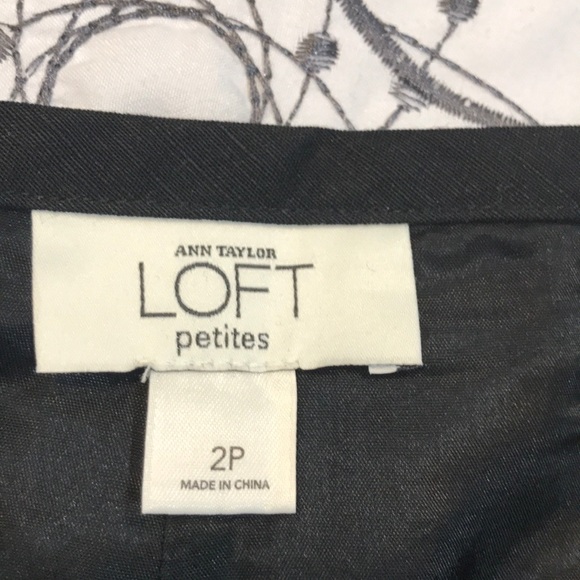 ANN TAYLOR
LOFT
petites
2P
MADE IN CHINA